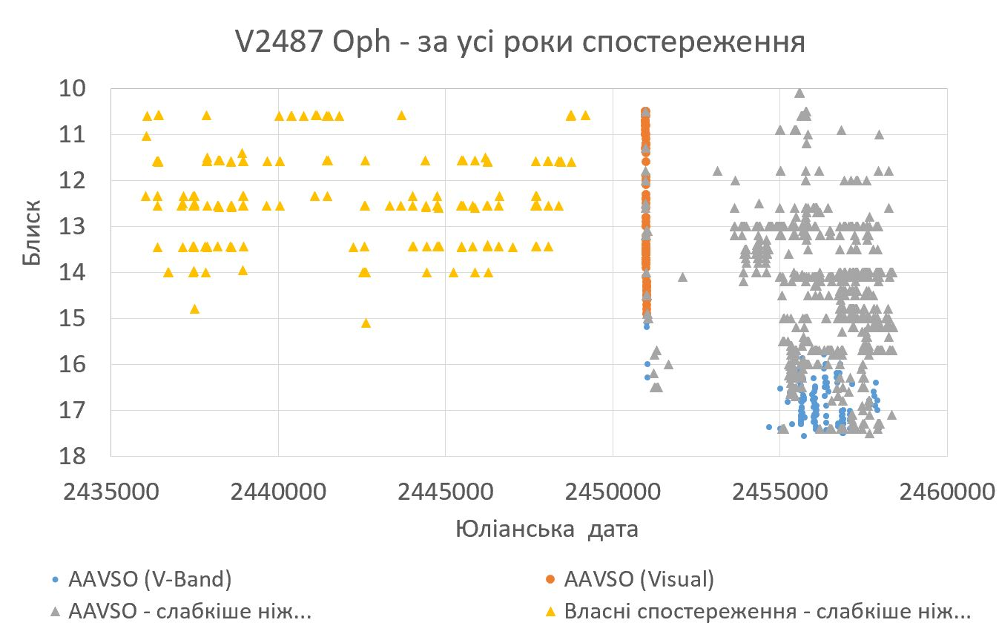 V2487 Oph - за усі роки спостереження
10
11
12
13
14
15
16
17
18
Блиск
2435000 2440000 2445000 2450000 2455000 2460000
Юліанська дата
AAVSO (V-Band) AAVSO (Visual)
AAVSO - слабкіше ніж... Власні спостереження - слабкіше ніж...